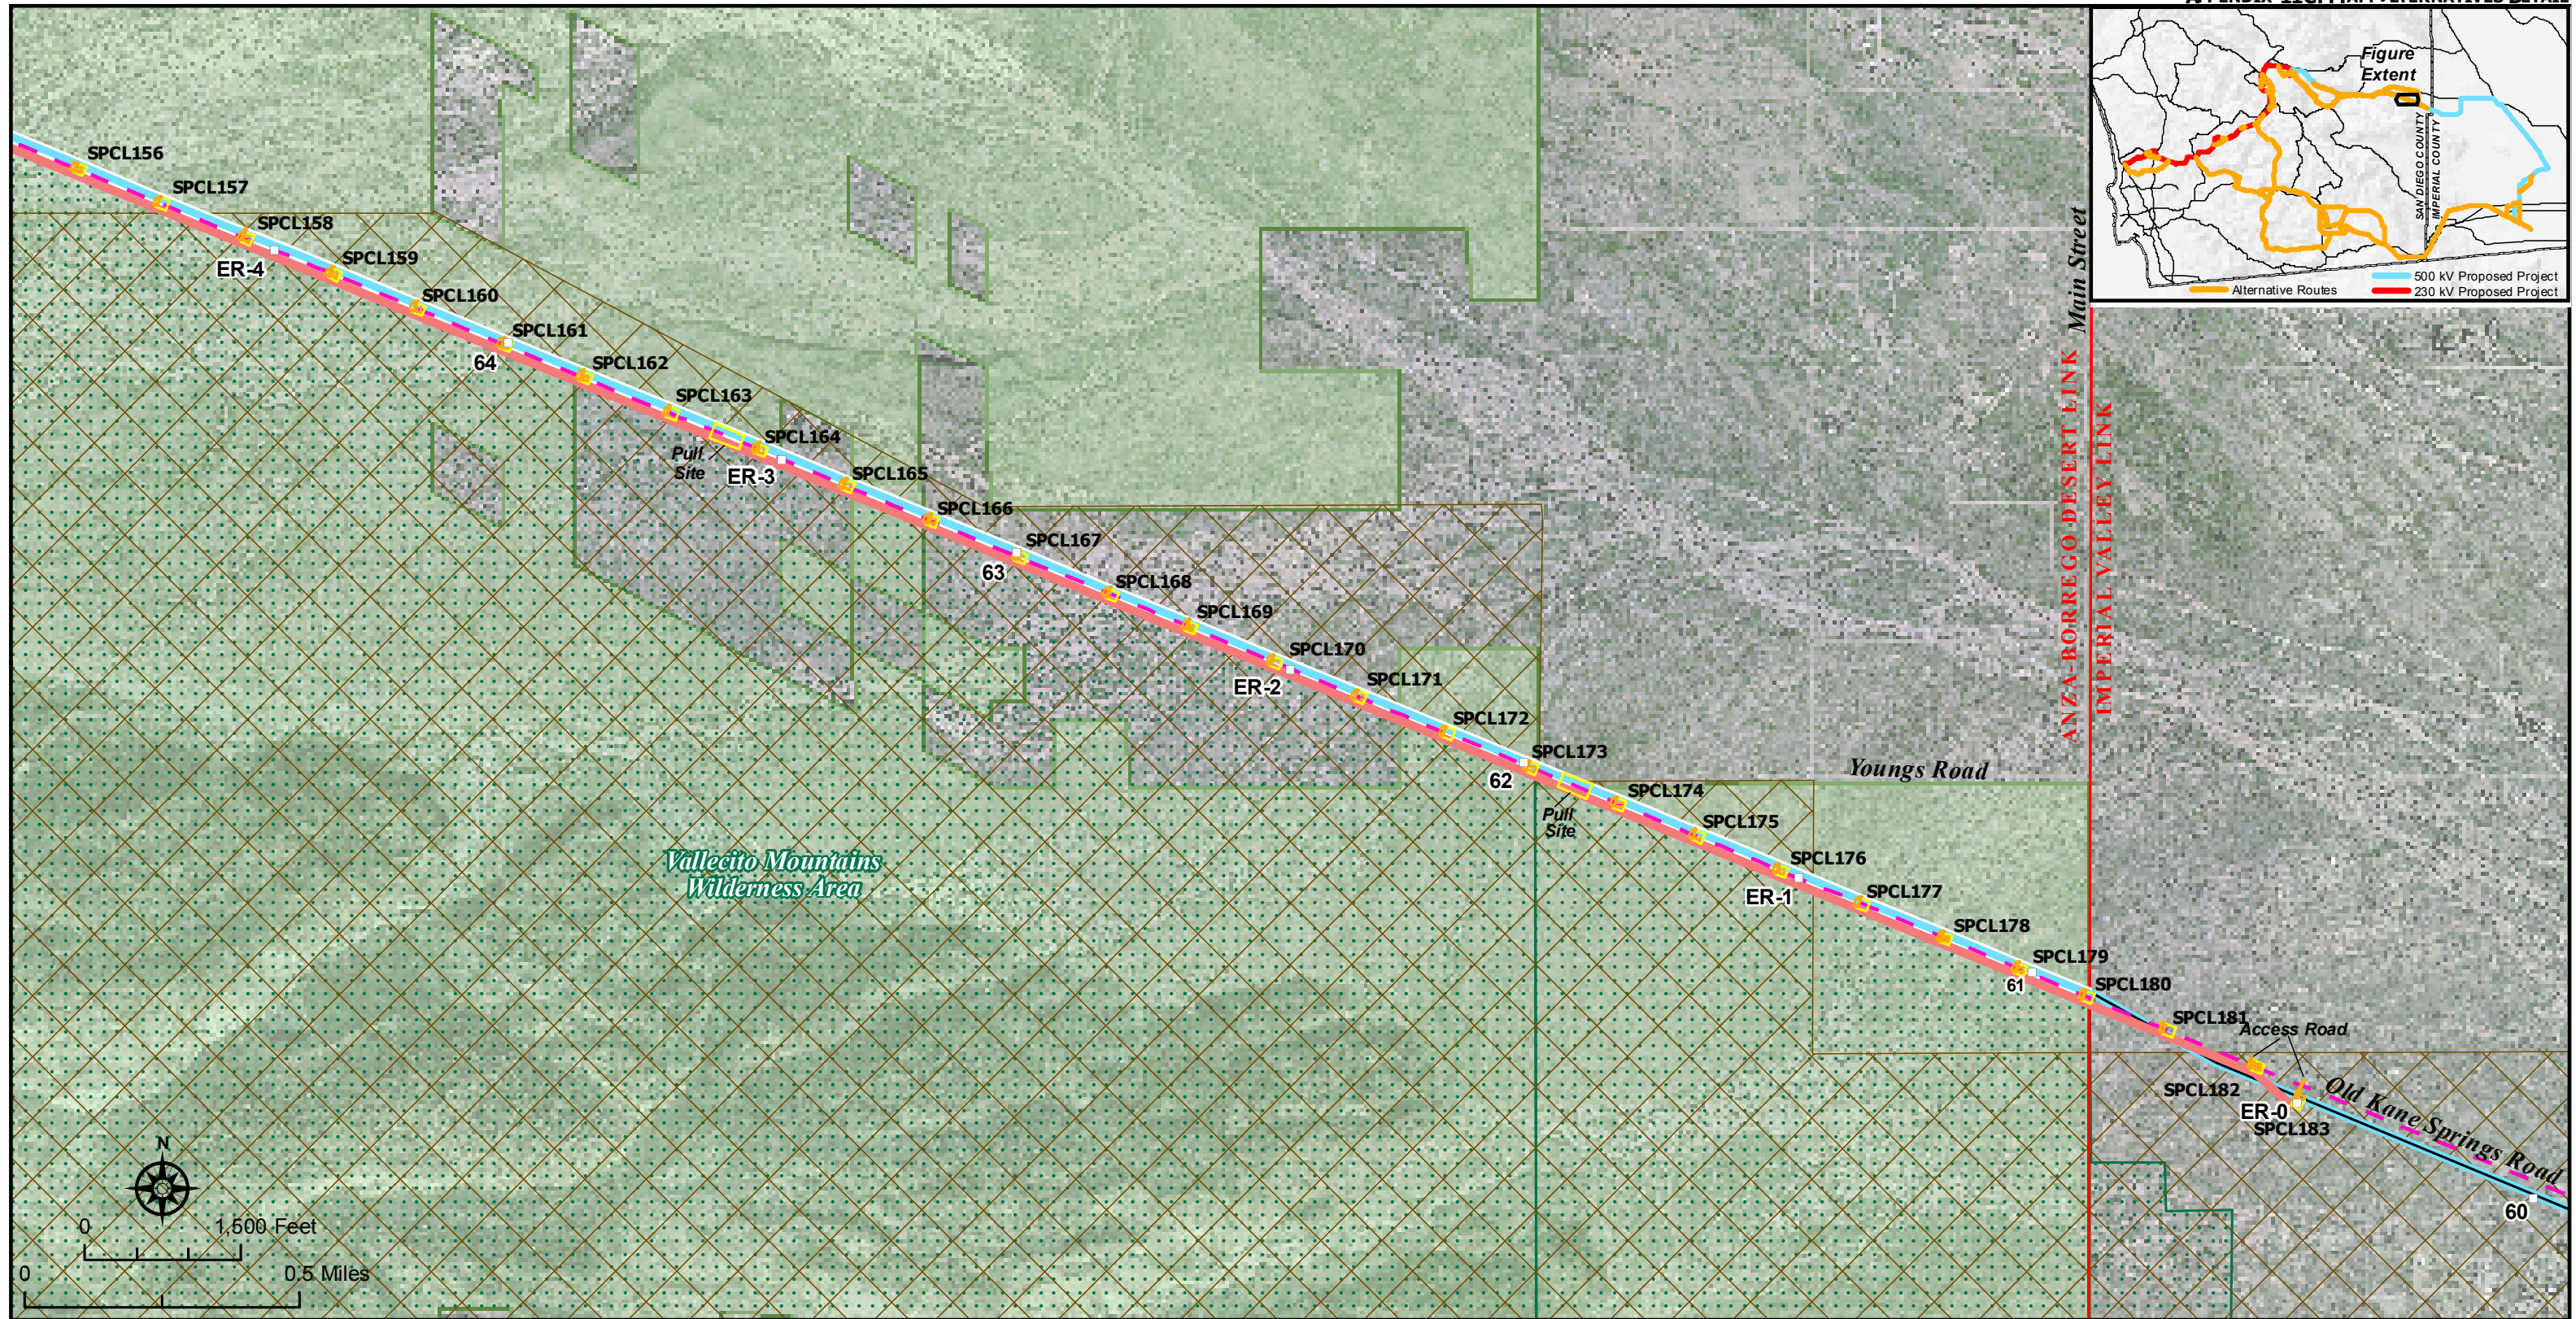 Figure
Extent
SAN DIEGO COUNTY
IMPERIAL COUNTY
500 kV Proposed Project
Alternative Routes
230 kV Proposed Project
Main Street
ANZA-BORREGO DESERT LINK
IMPERIAL VALLEY LINK
SPCL156
SPCL157
SPCL158
ER-4
SPCL159
SPCL160
SPCL161
64
SPCL162
SPCL163
Pull
Site
SPCL164
ER-3
SPCL165
SPCL166
SPCL167
63
SPCL168
SPCL169
SPCL170
ER-2
SPCL171
SPCL172
SPCL173
62
Pull
Site
SPCL174
Youngs Road
SPCL175
SPCL176
ER-1
SPCL177
SPCL178
SPCL179
61
SPCL180
SPCL181
Access Road
SPCL182
ER-0
SPCL183
Old Kane Springs Road
60
Vallecito Mountains
Wilderness Area
N
0 1,500 Feet
0 0.5 Miles